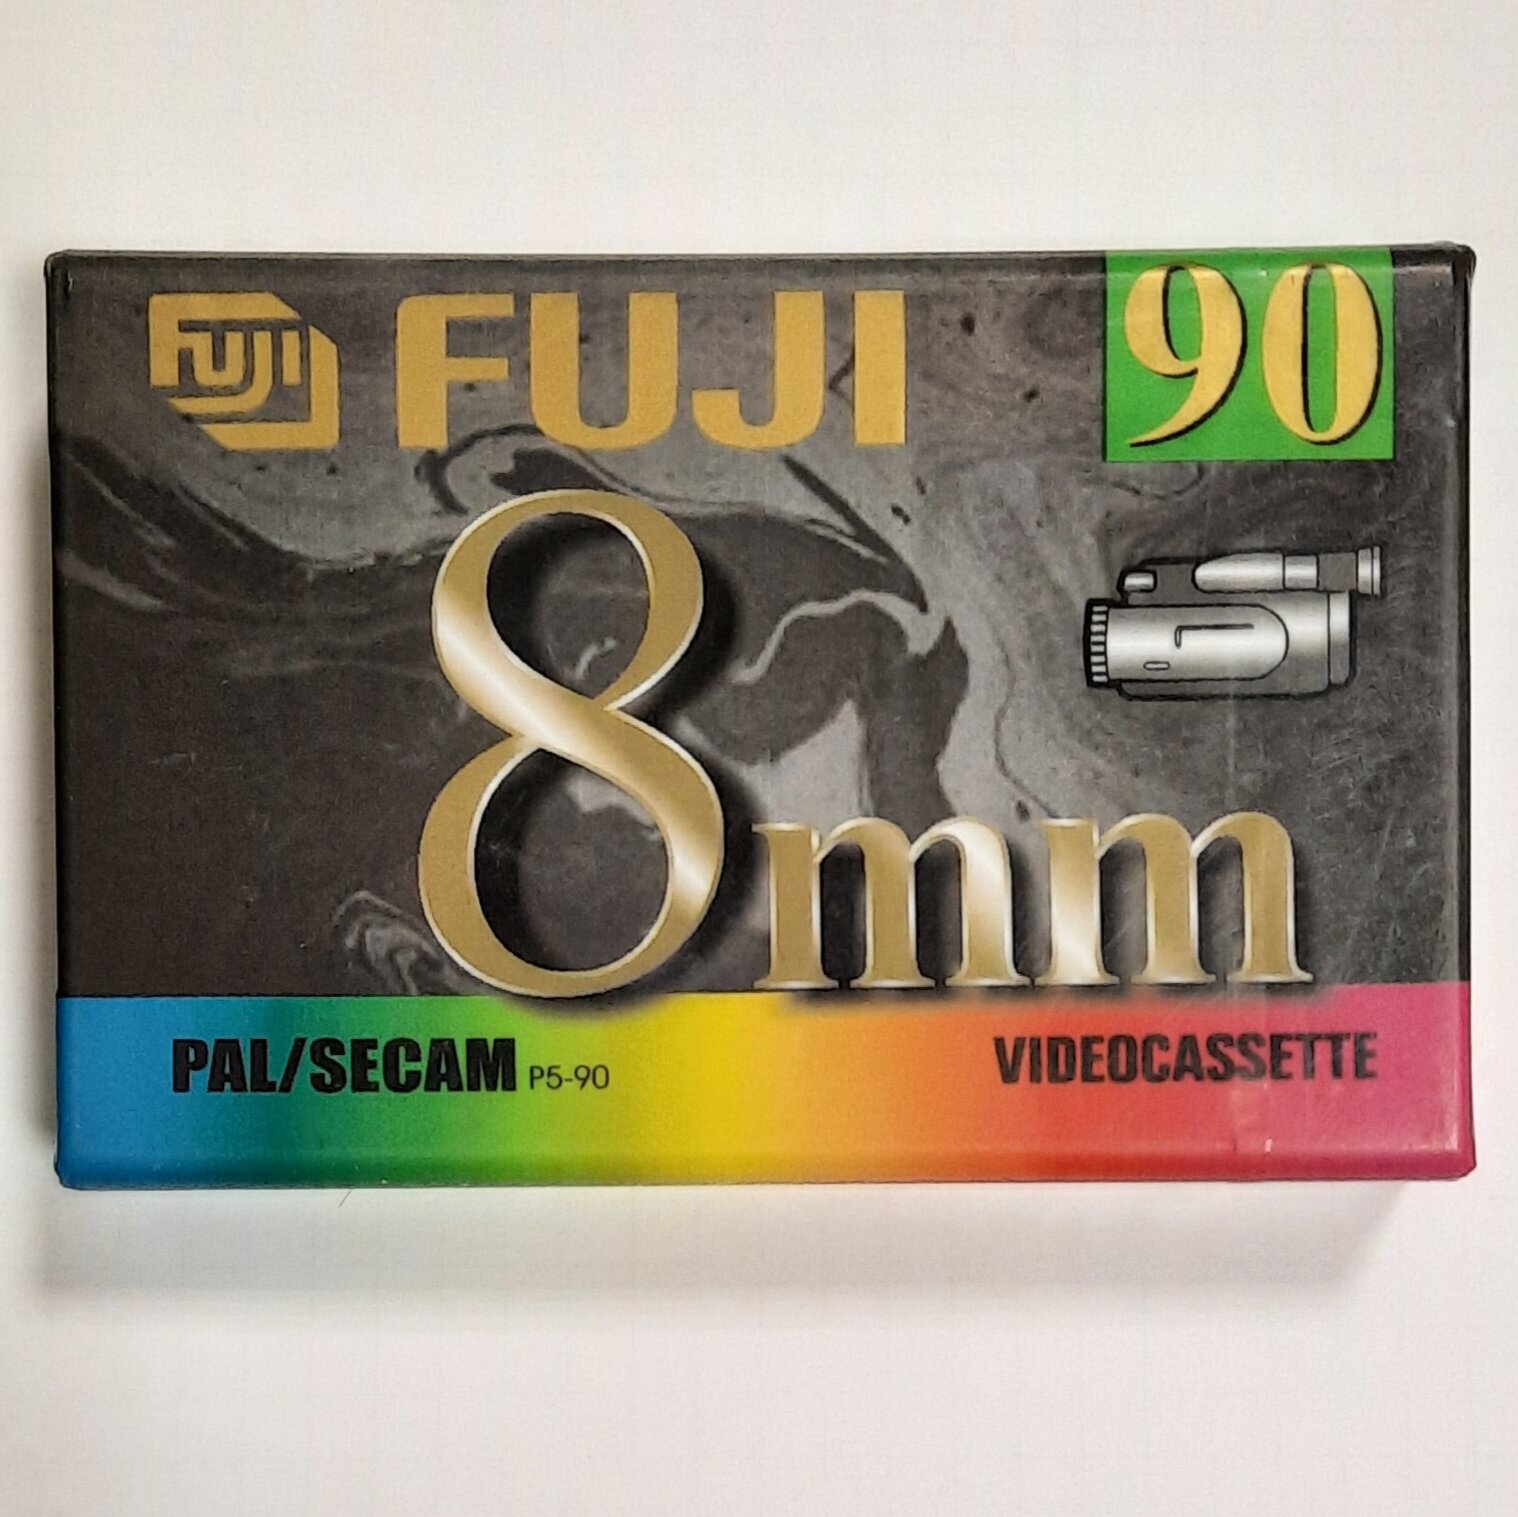 FUJI FUJI 90
8mm
PAL/SECAM P5-90 VIDEOCASSETTE